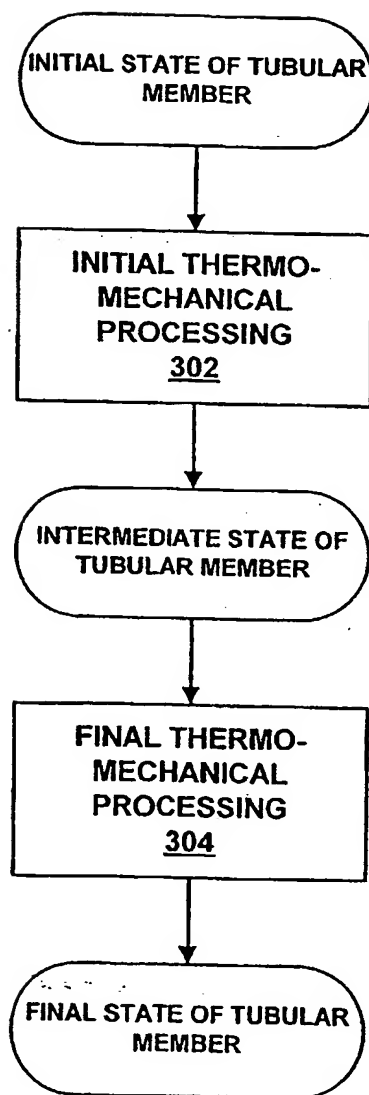 INITIAL STATE OF TUBULAR
MEMBER
INITIAL THERMO-
MECHANICAL
PROCESSING
302
INTERMEDIATE STATE OF
TUBULAR MEMBER
FINAL THERMO-
MECHANICAL
PROCESSING
304
FINAL STATE OF TUBULAR
MEMBER